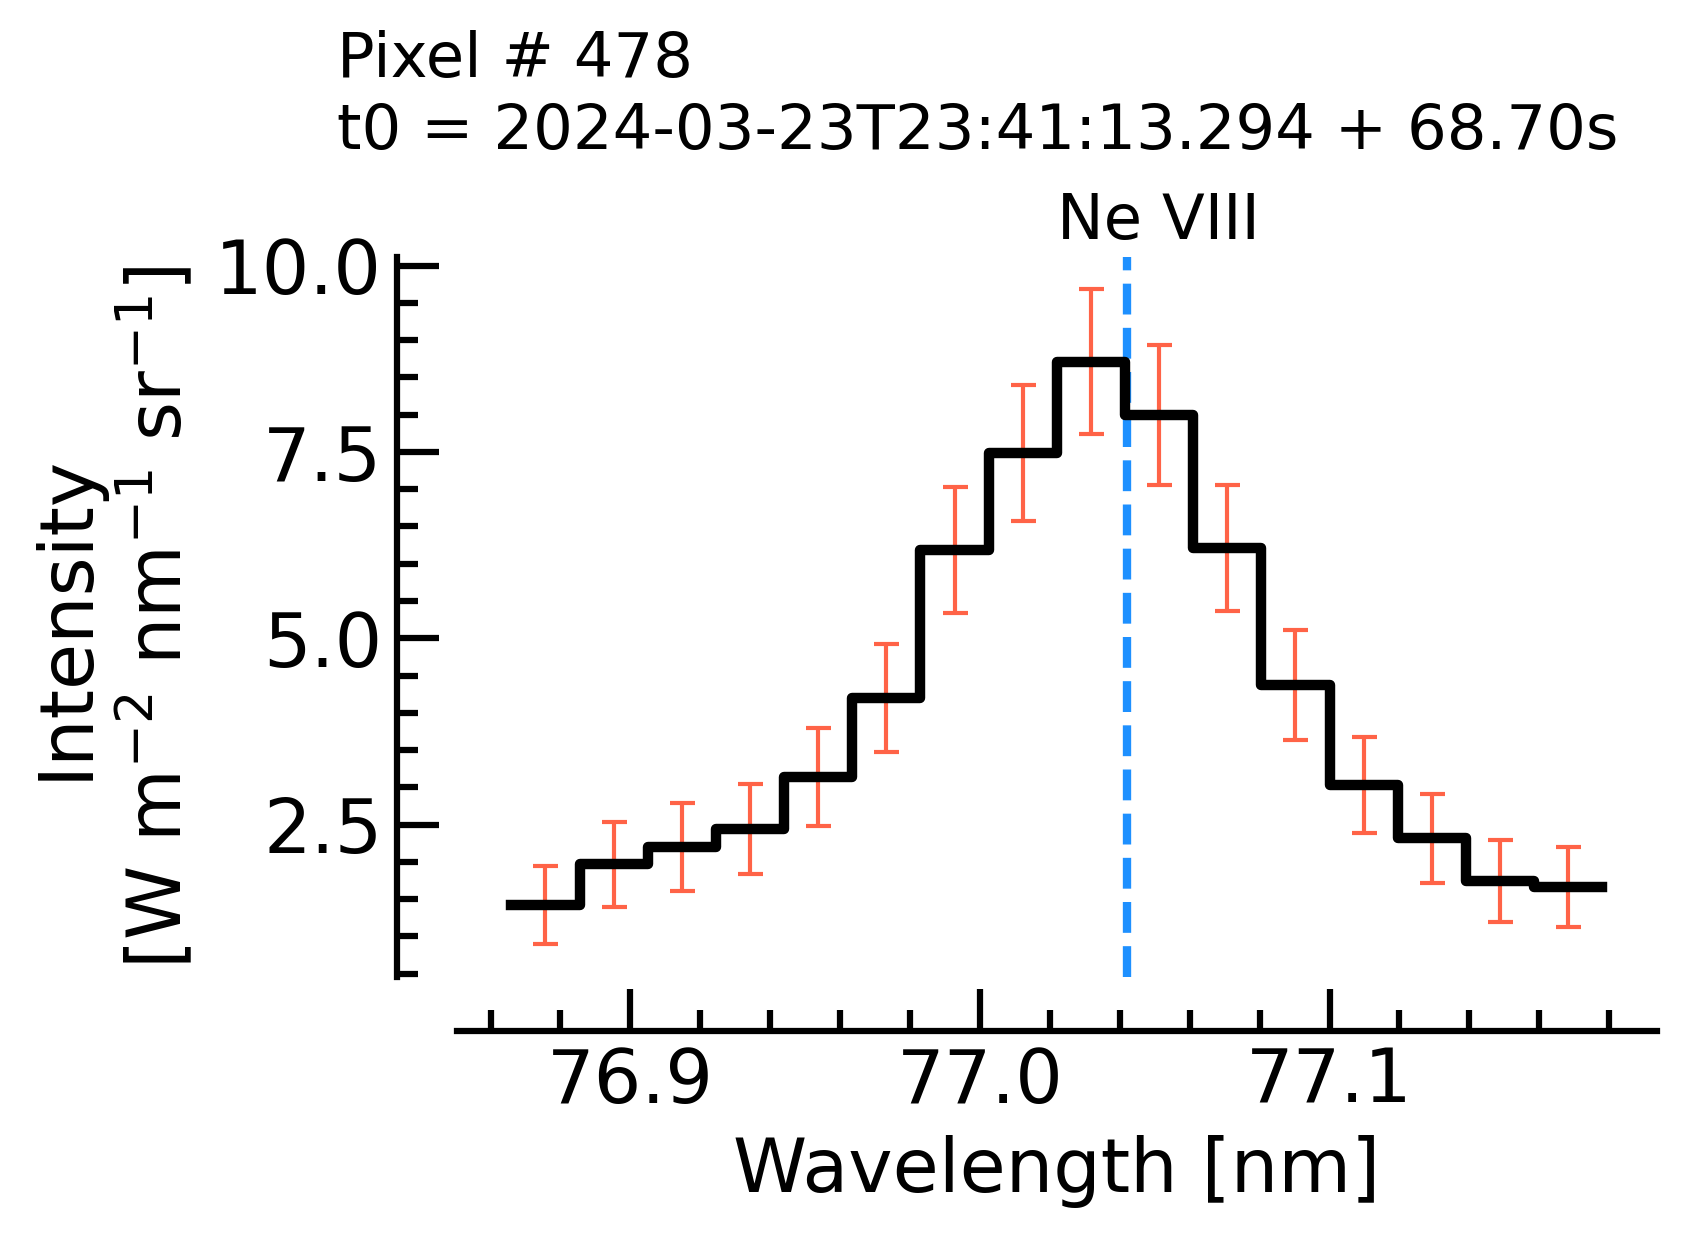 Pixel # 478
t0 = 2024-03-23T23:41:13.294 + 68.70s
Ne VIII
Intensity
[W m⁻² nm⁻¹ sr⁻¹]
10.0
7.5
5.0
2.5
76.9 77.0 77.1
Wavelength [nm]